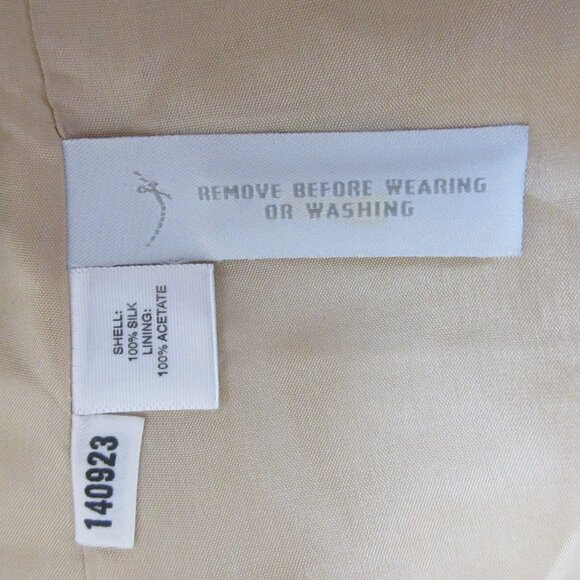 REMOVE BEFORE WEARING
OR WASHING
SHELL:
100% SILK
LINING:
100% ACETATE
140923